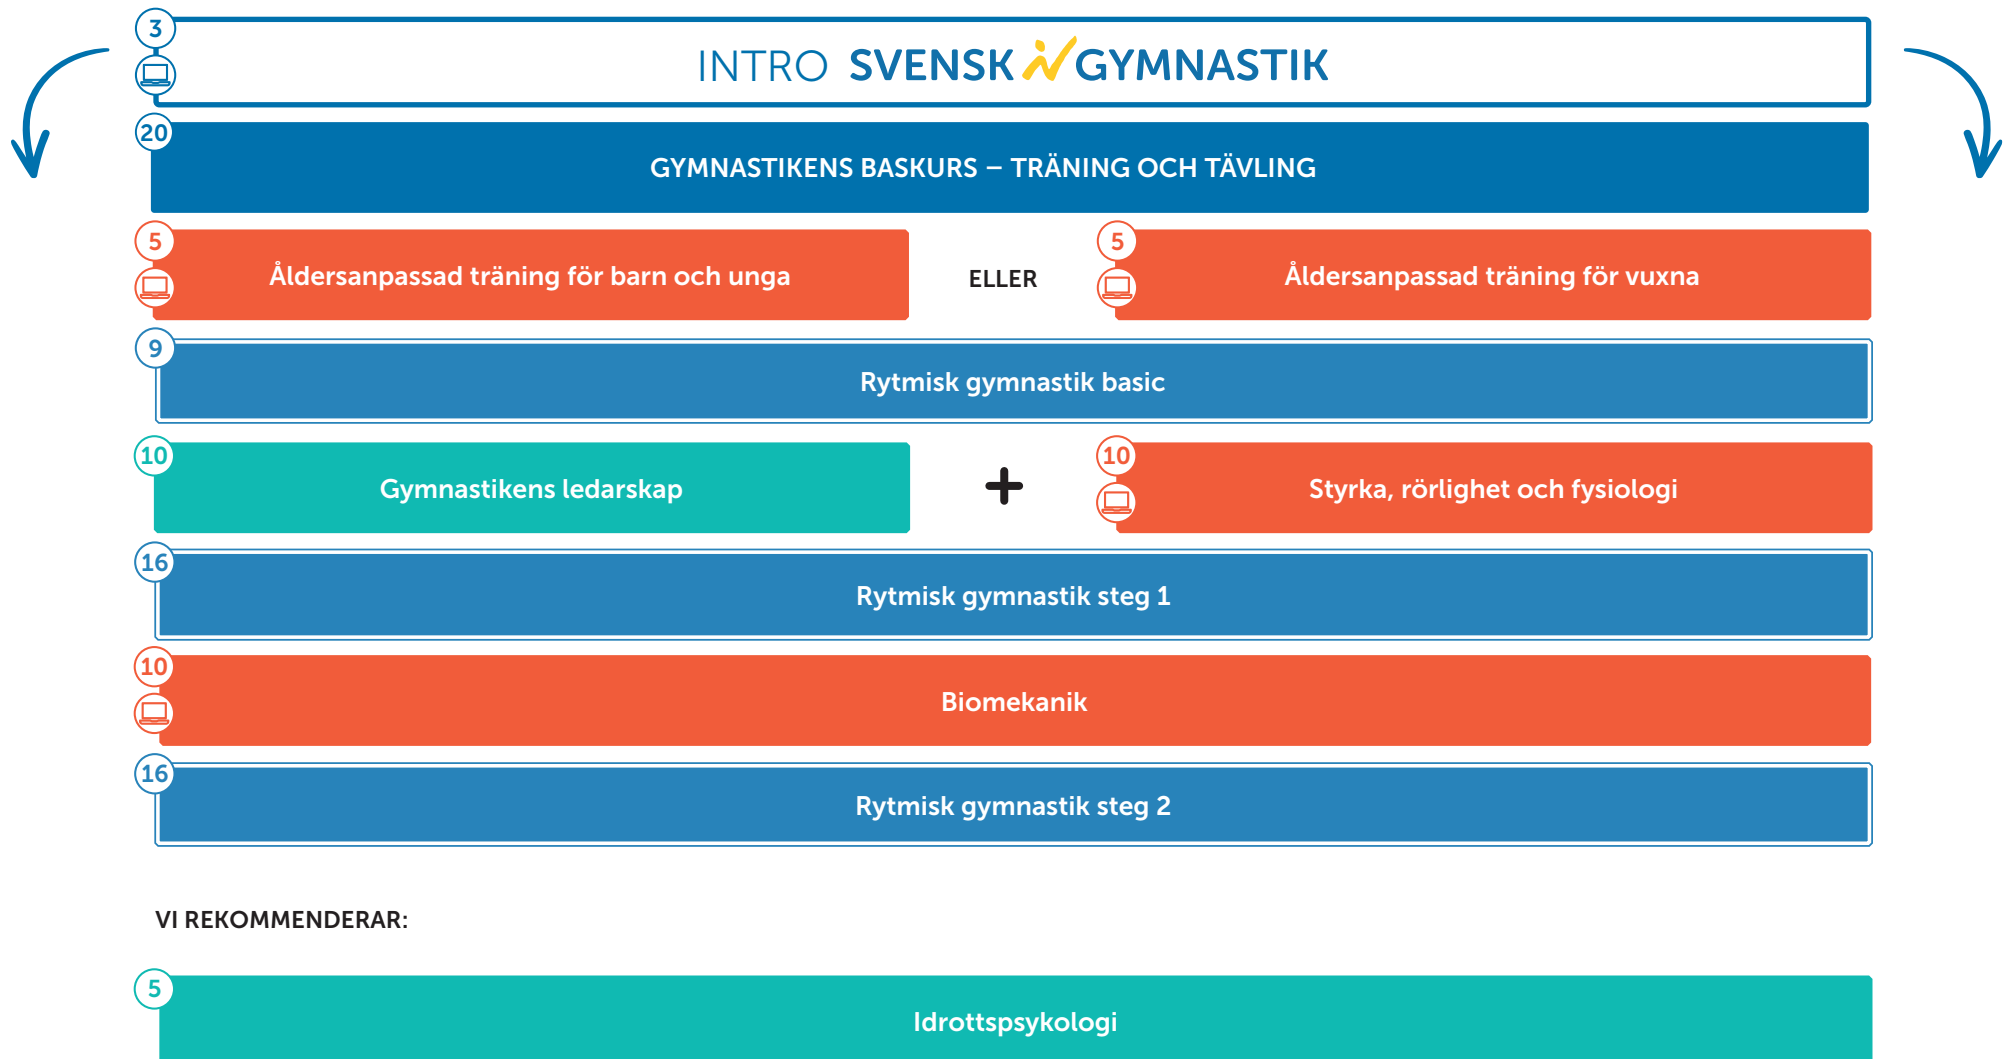 3
INTRO SVENSK GYMNASTIK
20
GYMNASTIKENS BASKURS – TRÄNING OCH TÄVLING
5
Åldersanpassad träning för barn och unga
ELLER
5
Åldersanpassad träning för vuxna
9
Rytmisk gymnastik basic
10
Gymnastikens ledarskap
+
10
Styrka, rörlighet och fysiologi
16
Rytmisk gymnastik steg 1
10
Biomekanik
16
Rytmisk gymnastik steg 2
VI REKOMMENDERAR:
5
Idrottspsykologi